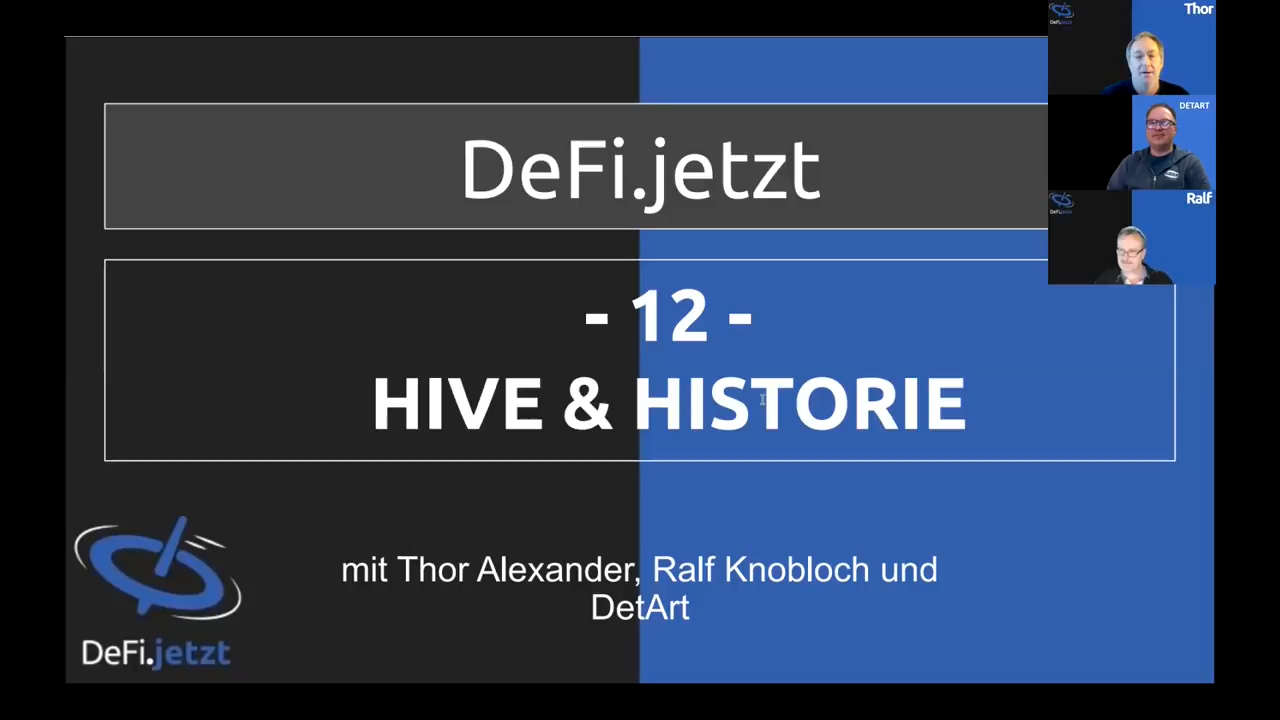 Thor
DETART
Ralf
DeFi.jetzt
- 12 -
HIVE & HISTORIE
mit Thor Alexander, Ralf Knobloch und
DetArt
DeFi.jetzt